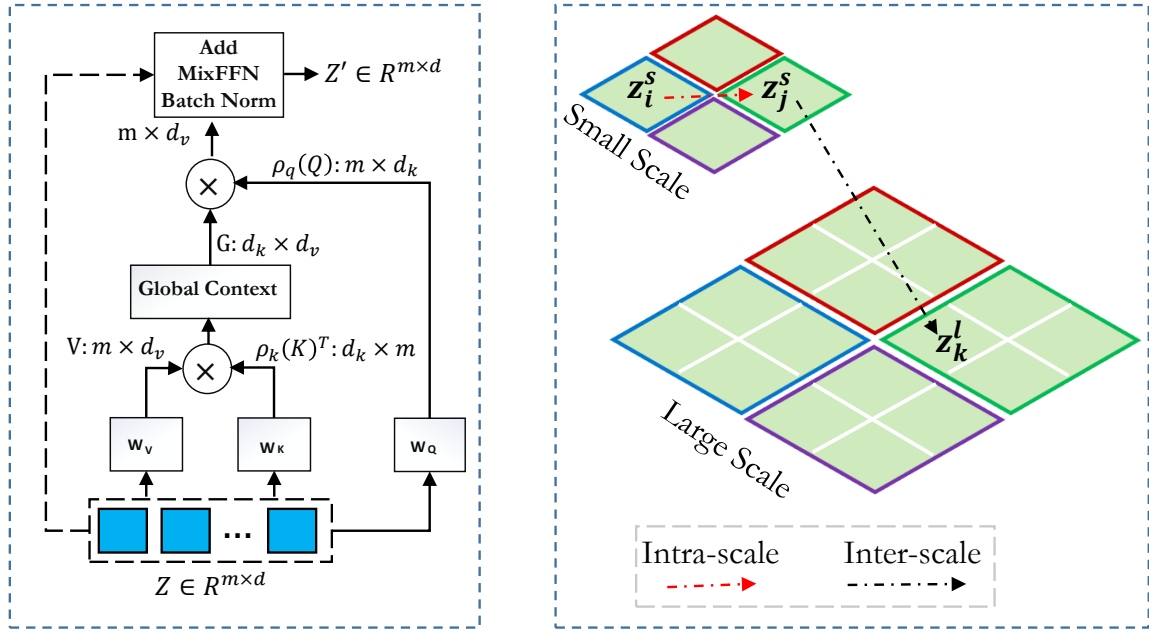 Add
MixFFN
Batch Norm
Z′ ∈ R^{m×d}
m × d_v
×
ρ_q(Q): m × d_k
G: d_k × d_v
Global Context
V: m × d_v
ρ_k(K)^T: d_k × m
×
W_V
W_K
W_Q
...
Z ∈ R^{m×d}
z_i^s
z_j^s
Small Scale
z_k^l
Large Scale
Intra-scale
Inter-scale